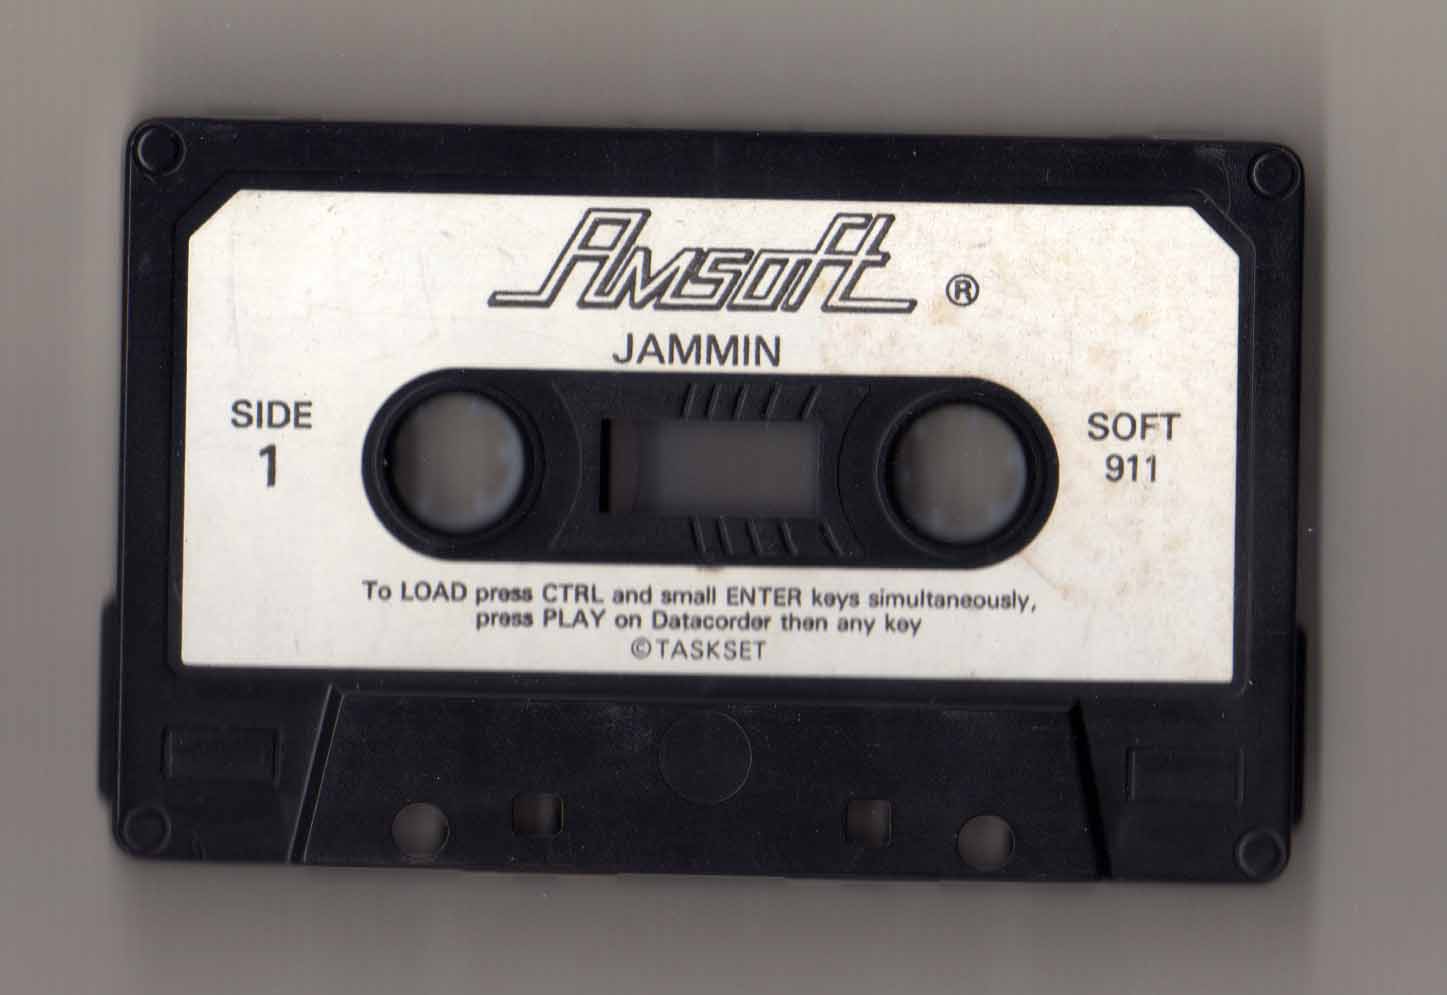 Amsoft ®
JAMMIN
SIDE
1
SOFT
911
To LOAD press CTRL and small ENTER keys simultaneously,
press PLAY on Datacorder then any key
©TASKSET